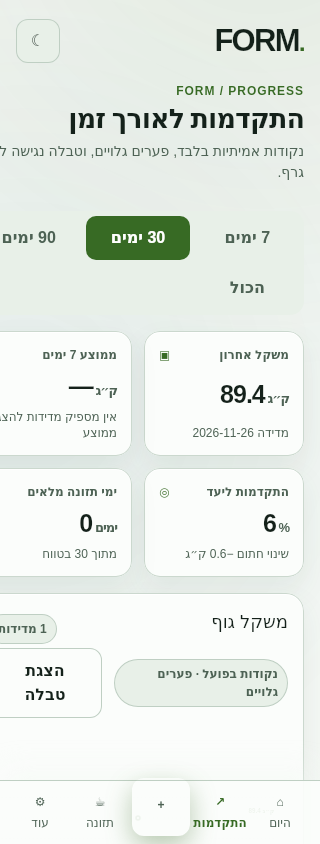 FORM.
FORM / PROGRESS
התקדמות לאורך זמן
נקודות אמיתיות בלבד, פערים גלויים, וטבלה נגישה ל
גרף.
7 ימים
30 ימים
90 ימים
הכול
משקל אחרון
89.4 ק״ג
מדידה 2026-11-26
ממוצע 7 ימים
— ק״ג
אין מספיק מדידות
ממוצע
התקדמות ליעד
6 %
שינוי חתום −0.6 ק״ג
ימי תזונה מלאים
0 ימים
מתוך 30 בטווח
משקל גוף
1 מדידות
נקודות בפועל · פערים
גלויים
הצגת
טבלה
היום
התקדמות
+
תזונה
עוד